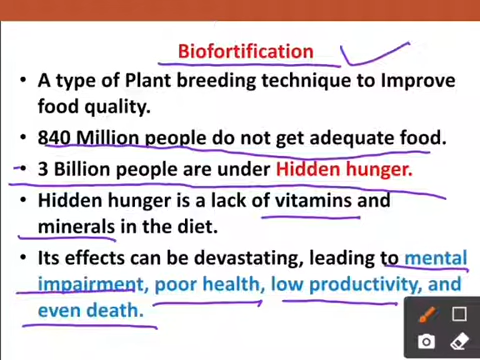 Biofortification
• A type of Plant breeding technique to Improve
food quality.
• 840 Million people do not get adequate food.
• 3 Billion people are under Hidden hunger.
• Hidden hunger is a lack of vitamins and
minerals in the diet.
• Its effects can be devastating, leading to mental
impairment, poor health, low productivity, and
even death.